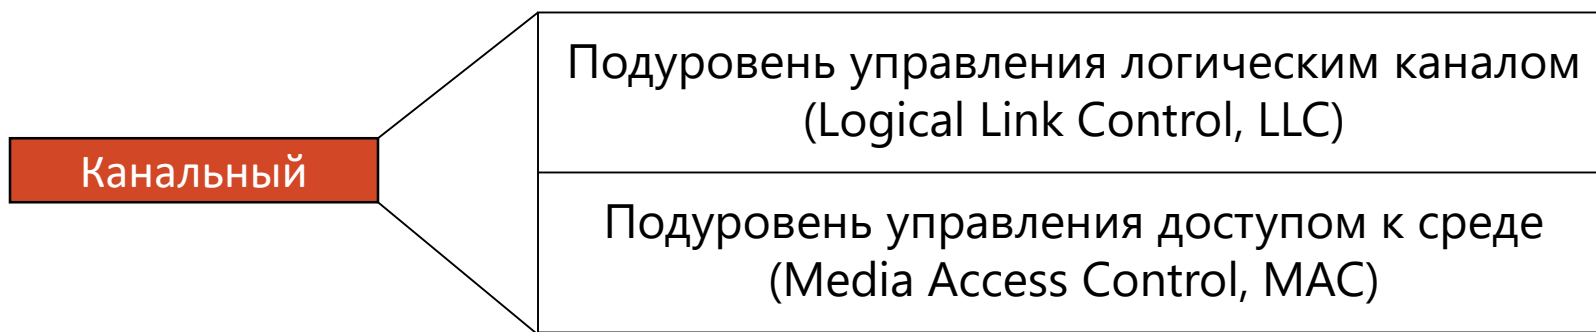 Канальный
Подуровень управления логическим каналом
(Logical Link Control, LLC)
Подуровень управления доступом к среде
(Media Access Control, MAC)